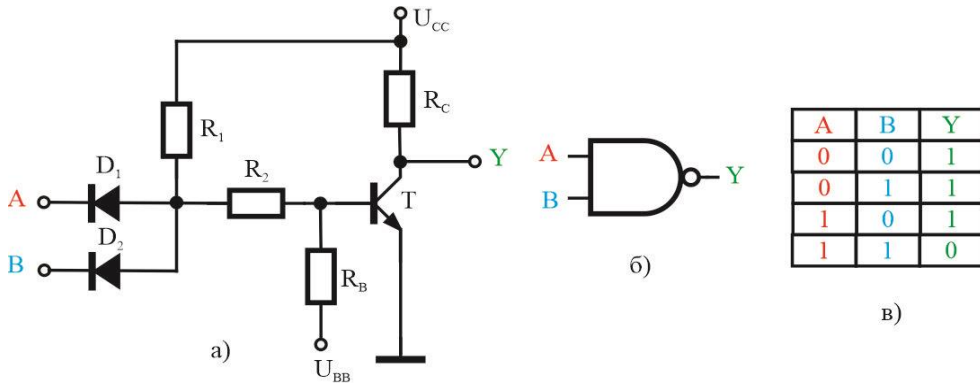 U_CC
R_C
R_1
D_1
A
R_2
T
Y
D_2
B
R_B
U_BB
а)
A
B
Y
б)
A B Y
0 0 1
0 1 1
1 0 1
1 1 0
в)